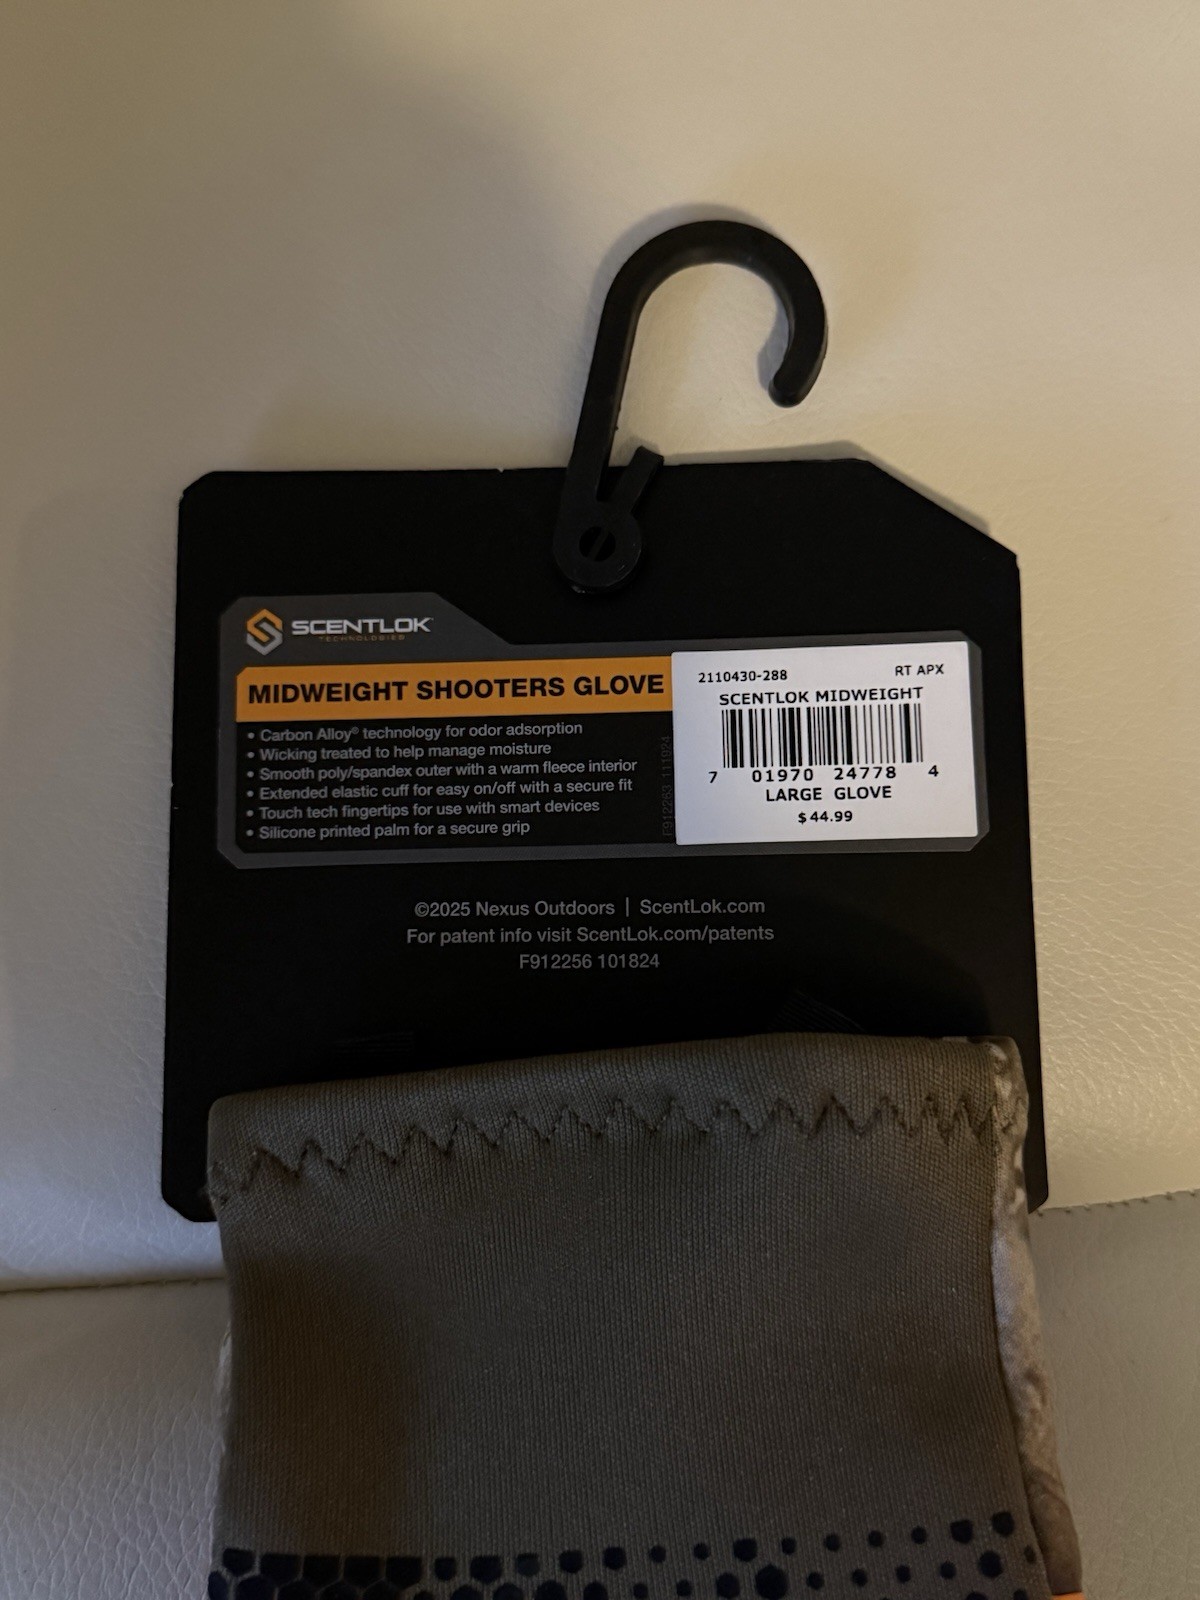 SCENTLOK
TECHNOLOGIES
MIDWEIGHT SHOOTERS GLOVE
• Carbon Alloy® technology for odor adsorption
• Wicking treated to help manage moisture
• Smooth poly/spandex outer with a warm fleece interior
• Extended elastic cuff for easy on/off with a secure fit
• Touch tech fingertips for use with smart devices
• Silicone printed palm for a secure grip
F912263 111924
2110430-288 RT APX
SCENTLOK MIDWEIGHT
7 01970 24778 4
LARGE GLOVE
$44.99
©2025 Nexus Outdoors | ScentLok.com
For patent info visit ScentLok.com/patents
F912256 101824